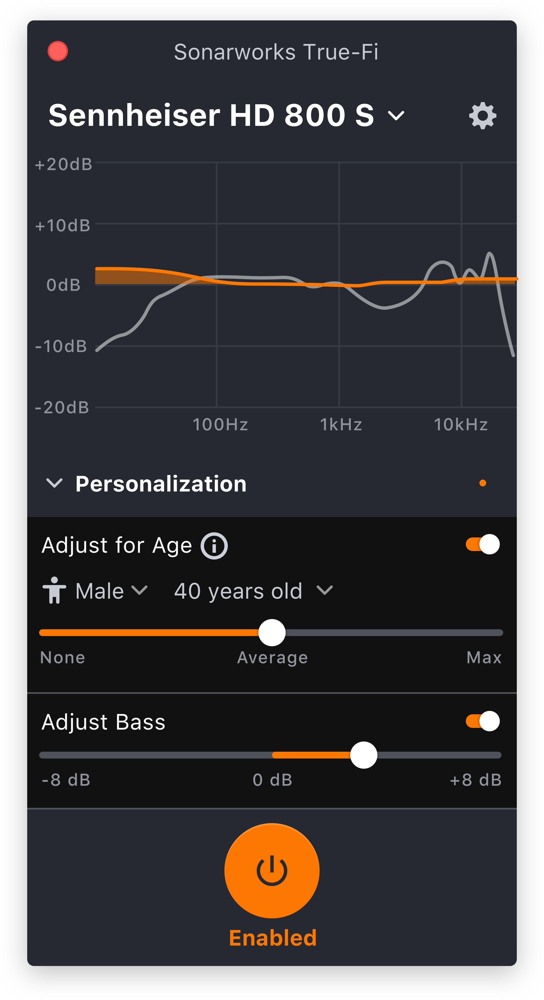 Sonarworks True-Fi
Sennheiser HD 800 S
+20dB
+10dB
0dB
-10dB
-20dB
100Hz 1kHz 10kHz
Personalization
Adjust for Age
Male 40 years old
None Average Max
Adjust Bass
-8 dB 0 dB +8 dB
Enabled